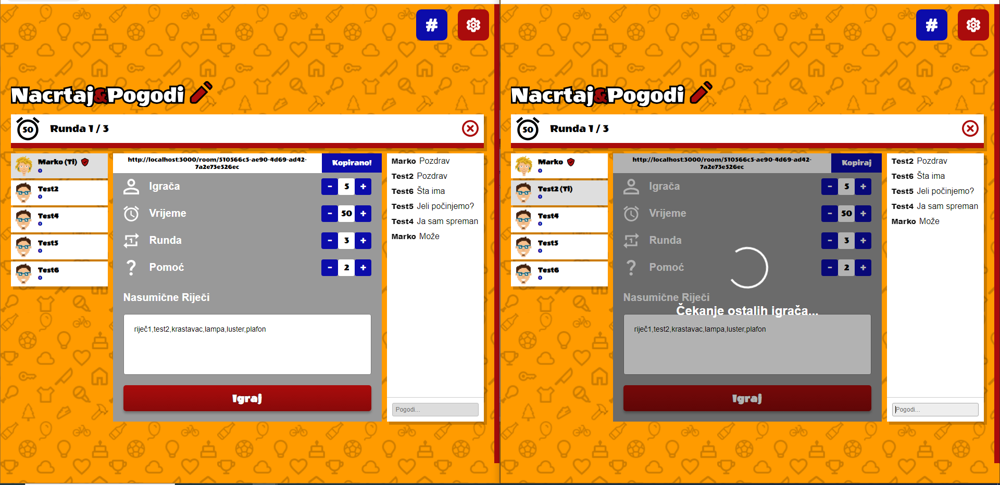 #
Nacrtaj&Pogodi
50
Runda 1 / 3
Marko (Ti)
0
Test2
0
Test4
0
Test5
0
Test6
0
http://localhost:3000/room/510366c5-ae90-4d69-ad42-
7a2e73e326ec
Kopirano!
Igrača
- 5 +
Vrijeme
- 50 +
Runda
- 3 +
Pomoć
- 2 +
Nasumične Riječi
riječ1,test2,krastavac,lampa,luster,plafon
Igraj
Marko Pozdrav
Test2 Pozdrav
Test6 Šta ima
Test5 Jeli počinjemo?
Test4 Ja sam spreman
Marko Može
Pogodi...
#
Nacrtaj&Pogodi
50
Runda 1 / 3
Marko
0
Test2 (Ti)
0
Test4
0
Test5
0
Test6
0
http://localhost:3000/room/510366c5-ae90-4d69-ad42-
7a2e73e326ec
Kopiraj
Igrača
- 5 +
Vrijeme
- 50 +
Runda
- 3 +
Pomoć
- 2 +
Nasumične Riječi
Čekanje ostalih igrača...
riječ1,test2,krastavac,lampa,luster,plafon
Igraj
Test2 Pozdrav
Test6 Šta ima
Test5 Jeli počinjemo?
Test4 Ja sam spreman
Marko Može
Pogodi...